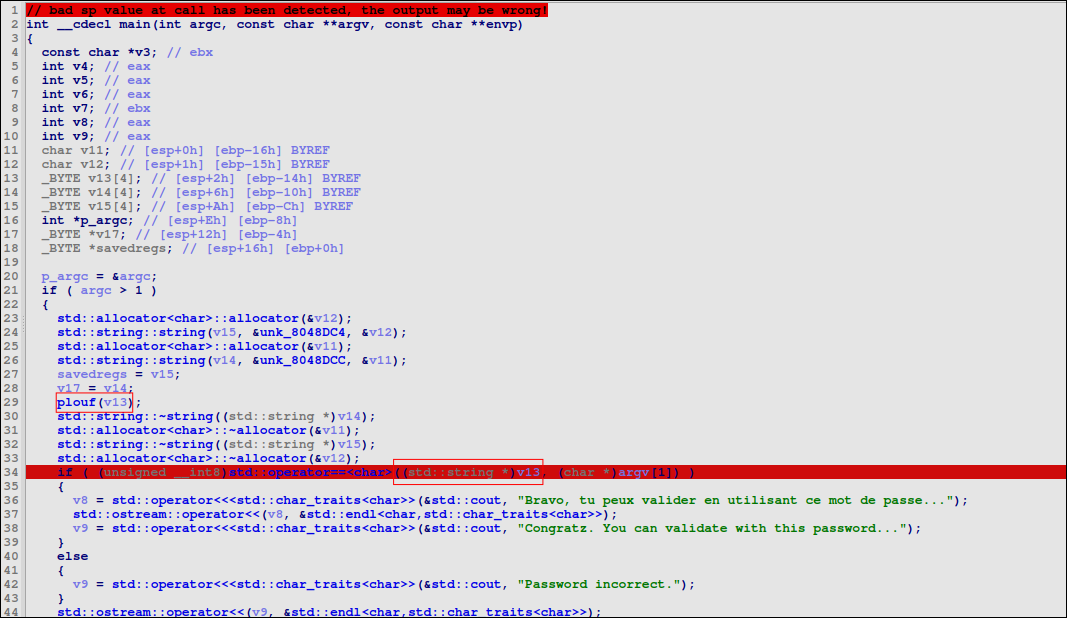 1 // bad sp value at call has been detected, the output may be wrong!
2 int __cdecl main(int argc, const char **argv, const char **envp)
3 {
4 const char *v3; // ebx
5 int v4; // eax
6 int v5; // eax
7 int v6; // eax
8 int v7; // ebx
9 int v8; // eax
10 int v9; // eax
11 char v11; // [esp+0h] [ebp-16h] BYREF
12 char v12; // [esp+1h] [ebp-15h] BYREF
13 _BYTE v13[4]; // [esp+2h] [ebp-14h] BYREF
14 _BYTE v14[4]; // [esp+6h] [ebp-10h] BYREF
15 _BYTE v15[4]; // [esp+Ah] [ebp-Ch] BYREF
16 int *p_argc; // [esp+Eh] [ebp-8h]
17 _BYTE *v17; // [esp+12h] [ebp-4h]
18 _BYTE *savedregs; // [esp+16h] [ebp+0h]
19
20 p_argc = &argc;
21 if ( argc > 1 )
22 {
23 std::allocator<char>::allocator(&v12);
24 std::string::string(v15, &unk_8048DC4, &v12);
25 std::allocator<char>::allocator(&v11);
26 std::string::string(v14, &unk_8048DCC, &v11);
27 savedregs = v15;
28 v17 = v14;
29 plouf(v13);
30 std::string::~string((std::string *)v14);
31 std::allocator<char>::~allocator(&v11);
32 std::string::~string((std::string *)v15);
33 std::allocator<char>::~allocator(&v12);
34 if ( (unsigned __int8)std::operator==<char>((std::string *)v13, (char *)argv[1]) )
35 {
36 v8 = std::operator<<<std::char_traits<char>>(&std::cout, "Bravo, tu peux valider en utilisant ce mot de passe...");
37 std::ostream::operator<<(v8, &std::endl<char,std::char_traits<char>>);
38 v9 = std::operator<<<std::char_traits<char>>(&std::cout, "Congratz. You can validate with this password...");
39 }
40 else
41 {
42 v9 = std::operator<<<std::char_traits<char>>(&std::cout, "Password incorrect.");
43 }
44 std::ostream::operator<<(v9, &std::endl<char,std::char_traits<char>>);